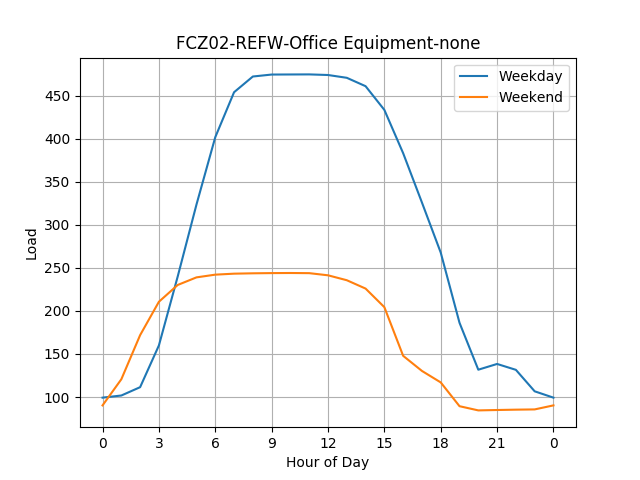 FCZ02-REFW-Office Equipment-none
Weekday
Weekend
Load
450
400
350
300
250
200
150
100
0 3 6 9 12 15 18 21 0
Hour of Day